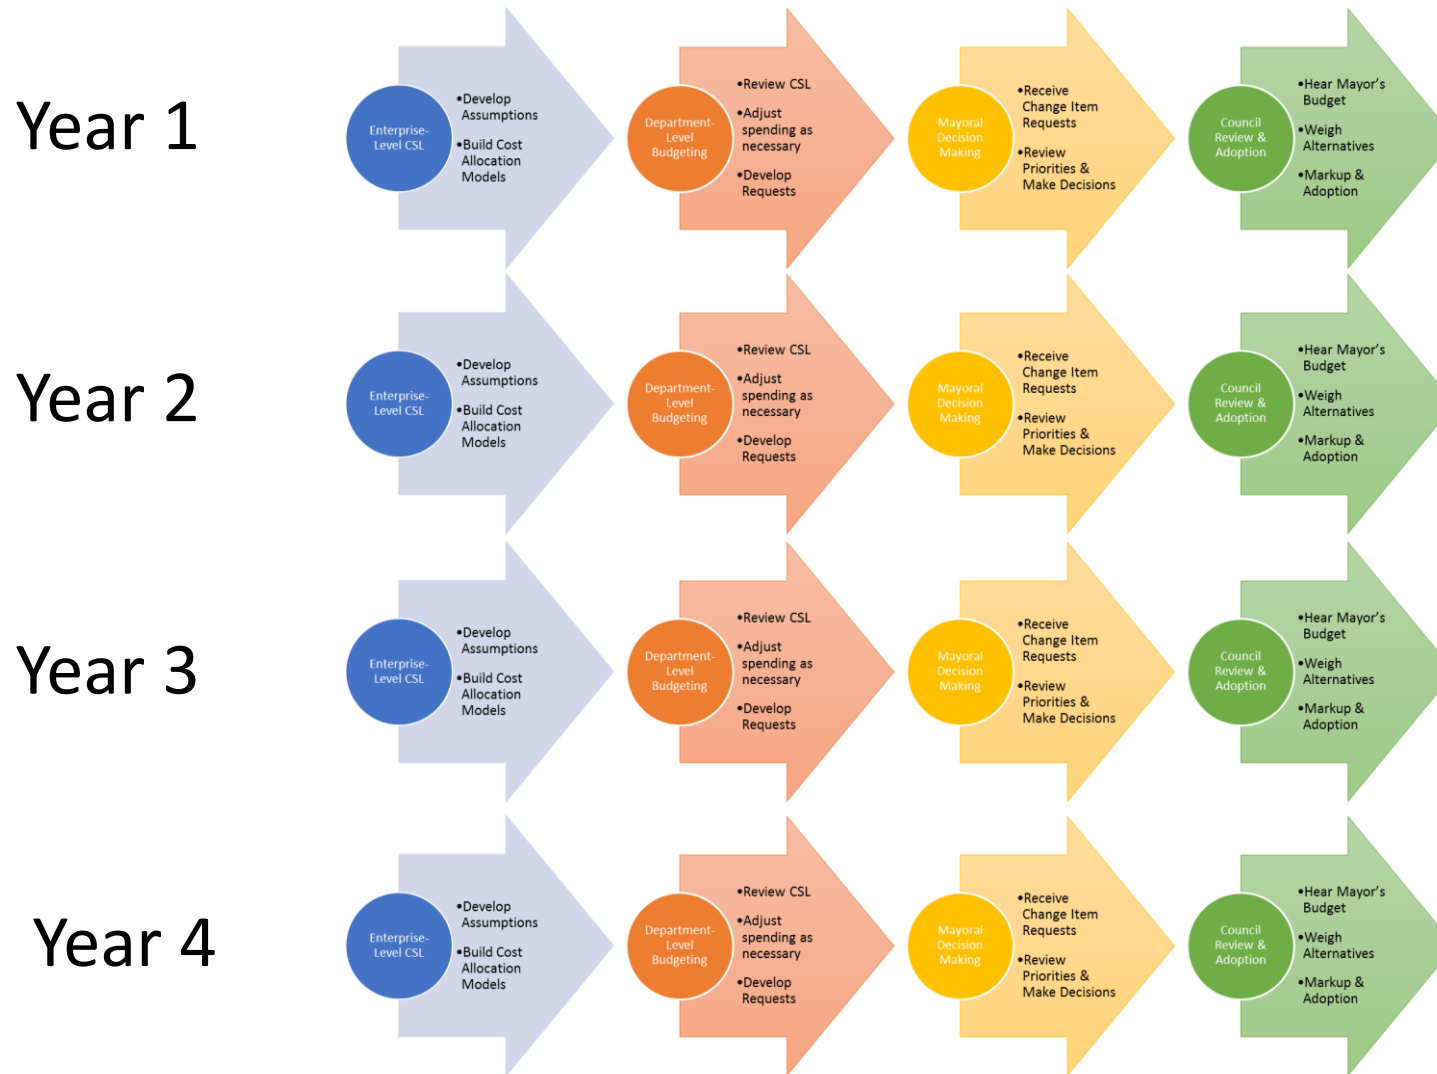 Year 1
Enterprise-
Level CSL
•Develop
Assumptions
•Build Cost
Allocation
Models
Department-
Level
Budgeting
•Review CSL
•Adjust
spending as
necessary
•Develop
Requests
Mayoral
Decision
Making
•Receive
Change Item
Requests
•Review
Priorities &
Make Decisions
Council
Review &
Adoption
•Hear Mayor’s
Budget
•Weigh
Alternatives
•Markup &
Adoption
Year 2
Enterprise-
Level CSL
•Develop
Assumptions
•Build Cost
Allocation
Models
Department-
Level
Budgeting
•Review CSL
•Adjust
spending as
necessary
•Develop
Requests
Mayoral
Decision
Making
•Receive
Change Item
Requests
•Review
Priorities &
Make Decisions
Council
Review &
Adoption
•Hear Mayor’s
Budget
•Weigh
Alternatives
•Markup &
Adoption
Year 3
Enterprise-
Level CSL
•Develop
Assumptions
•Build Cost
Allocation
Models
Department-
Level
Budgeting
•Review CSL
•Adjust
spending as
necessary
•Develop
Requests
Mayoral
Decision
Making
•Receive
Change Item
Requests
•Review
Priorities &
Make Decisions
Council
Review &
Adoption
•Hear Mayor’s
Budget
•Weigh
Alternatives
•Markup &
Adoption
Year 4
Enterprise-
Level CSL
•Develop
Assumptions
•Build Cost
Allocation
Models
Department-
Level
Budgeting
•Review CSL
•Adjust
spending as
necessary
•Develop
Requests
Mayoral
Decision
Making
•Receive
Change Item
Requests
•Review
Priorities &
Make Decisions
Council
Review &
Adoption
•Hear Mayor’s
Budget
•Weigh
Alternatives
•Markup &
Adoption